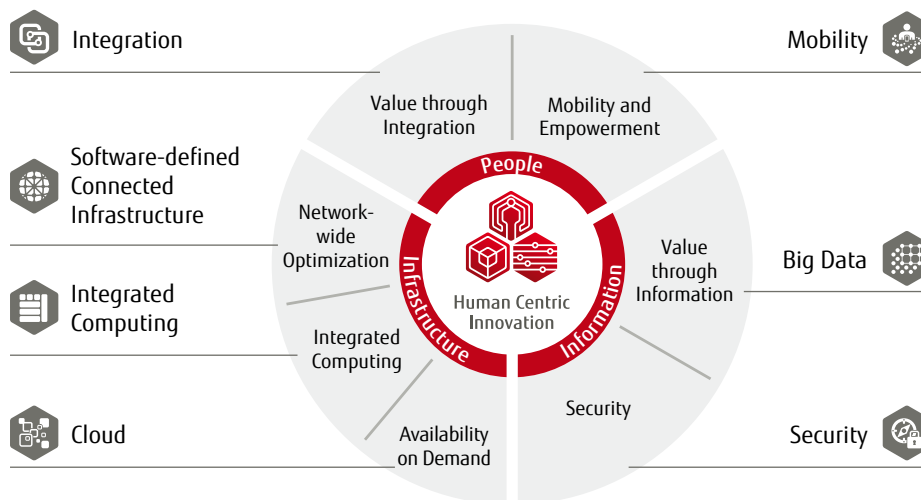 Integration
Mobility
Value through
Integration
Mobility and
Empowerment
People
Software-defined
Connected
Infrastructure
Network-
wide
Optimization
Infrastructure
Human Centric
Innovation
Information
Value
through
Information
Big Data
Integrated
Computing
Integrated
Computing
Security
Cloud
Availability
on Demand
Security